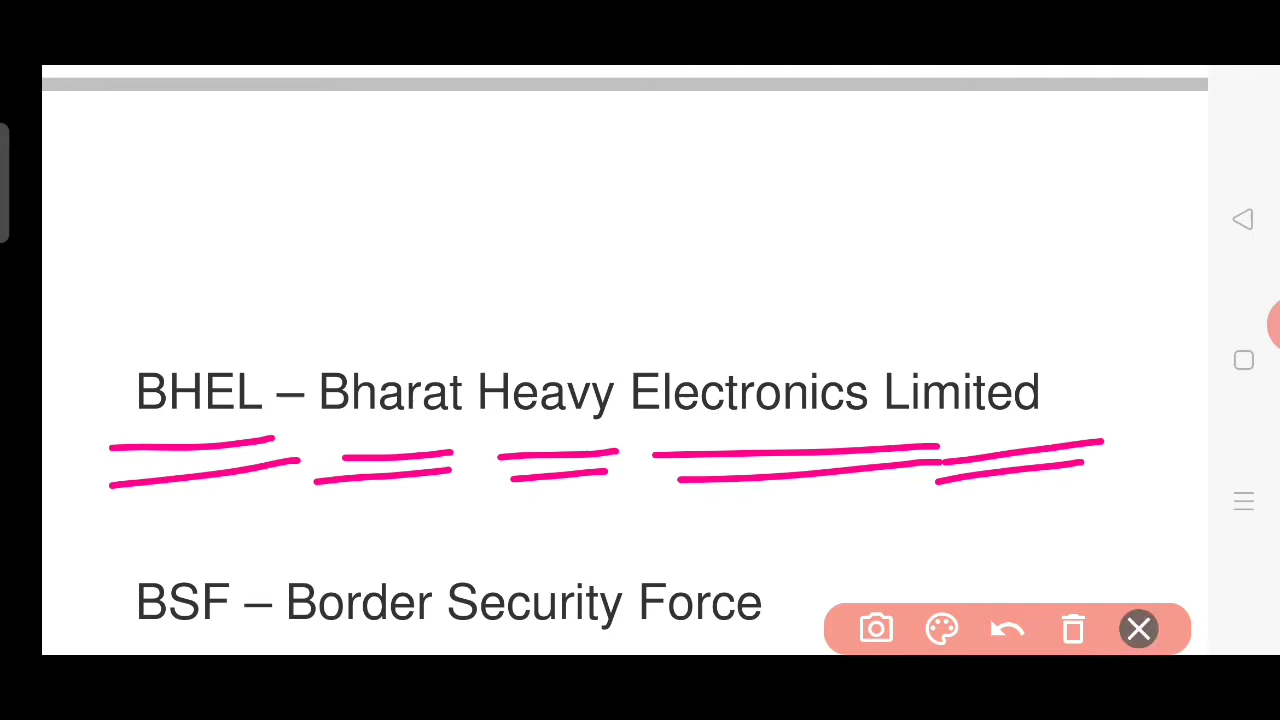 BHEL – Bharat Heavy Electronics Limited
BSF – Border Security Force